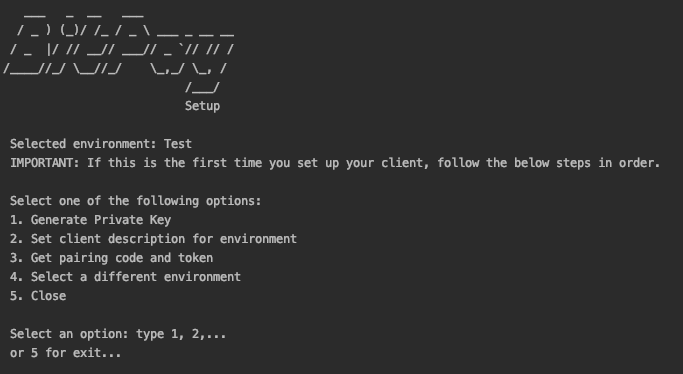 BitPay
Setup
Selected environment: Test
IMPORTANT: If this is the first time you set up your client, follow the below steps in order.
Select one of the following options:
1. Generate Private Key
2. Set client description for environment
3. Get pairing code and token
4. Select a different environment
5. Close
Select an option: type 1, 2,...
or 5 for exit...